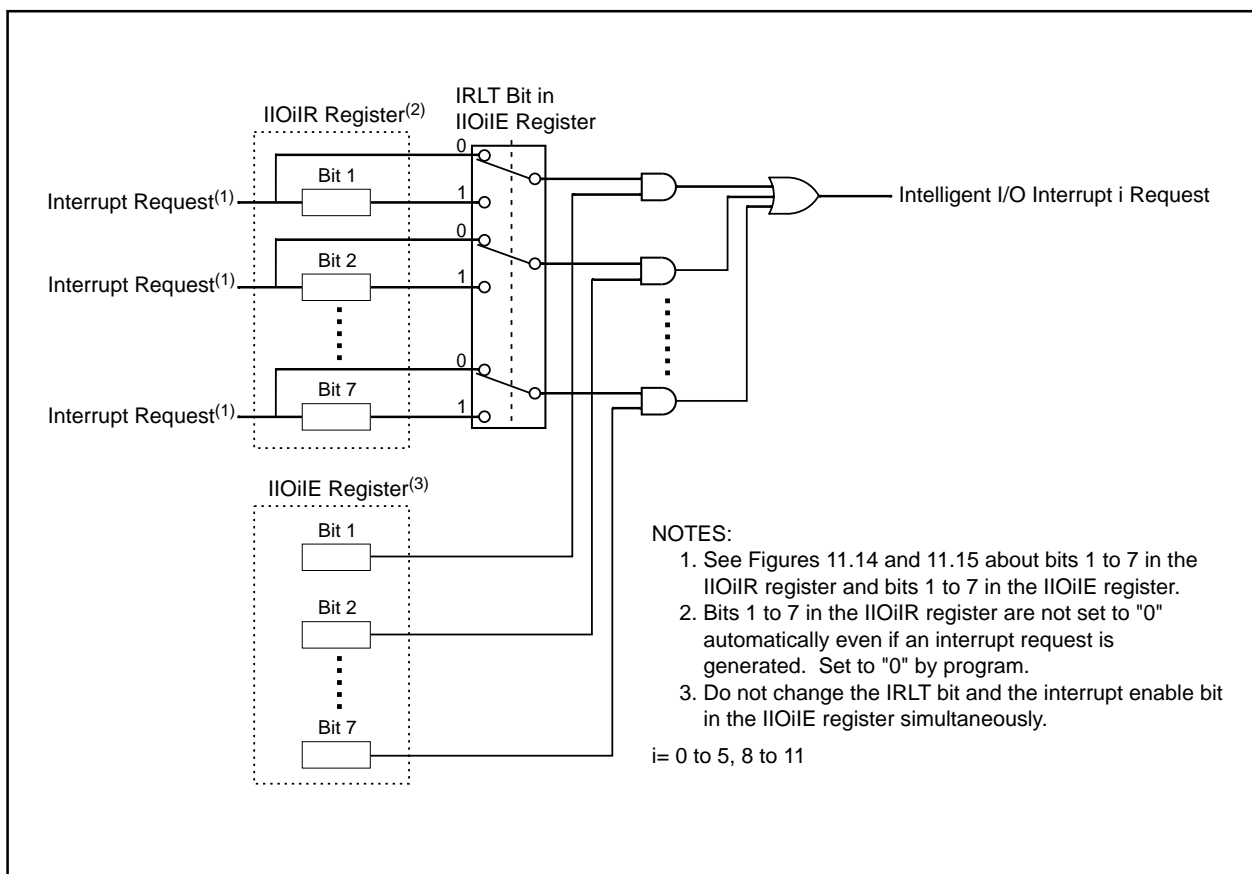 IRLT Bit in
IIOiIE Register
IIOiIR Register(2)
0
Bit 1
Interrupt Request(1)
1
Intelligent I/O Interrupt i Request
0
Bit 2
Interrupt Request(1)
1
0
Bit 7
Interrupt Request(1)
1
IIOiIE Register(3)
Bit 1
Bit 2
Bit 7
NOTES:
1. See Figures 11.14 and 11.15 about bits 1 to 7 in the
IIOiIR register and bits 1 to 7 in the IIOiIE register.
2. Bits 1 to 7 in the IIOiIR register are not set to "0"
automatically even if an interrupt request is
generated. Set to "0" by program.
3. Do not change the IRLT bit and the interrupt enable bit
in the IIOiIE register simultaneously.
i= 0 to 5, 8 to 11